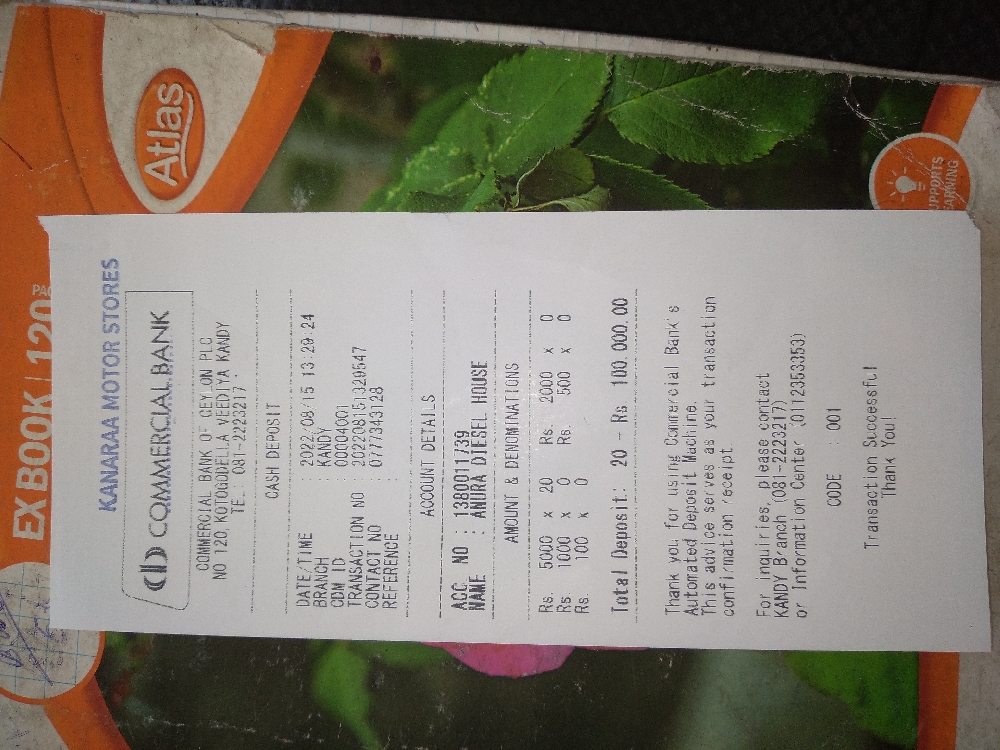 KANARAA MOTOR STORES
COMMERCIAL BANK
COMMERCIAL BANK OF CEYLON PLC
NO 120, KOTUGODELLA VEEDIYA KANDY
TEL: 081-2223217
CASH DEPOSIT
DATE/TIME : 2022/08/15 13:29:24
BRANCH : KANDY
CDM ID : 00004001
TRANSACTION NO : 20220815132
CONTACT NO : 0777343128
REFERENCE :
ACCOUNT DETAILS
ACC. NO : 1380011739
NAME : ANURA DIESEL HOUSE
AMOUNT & DENOMINATIONS
Rs. 5000 x 20 Rs. 2000 x 0
Rs. 1000 x 0 Rs. 500 x 0
Rs. 100 x 0
Total Deposit: 20 - Rs 100,000.00
Thank you for using Commercial Bank's
Automated Deposit Machine.
This advice serves as your transaction
confirmation receipt
For inquiries, please contact
KANDY Branch (081-2223217)
or Information Center (0112353353)
CODE : 001
Transaction Successful
Thank You!
Atlas
EX BOOK | 120
PAG
UPPORTS
EARNING